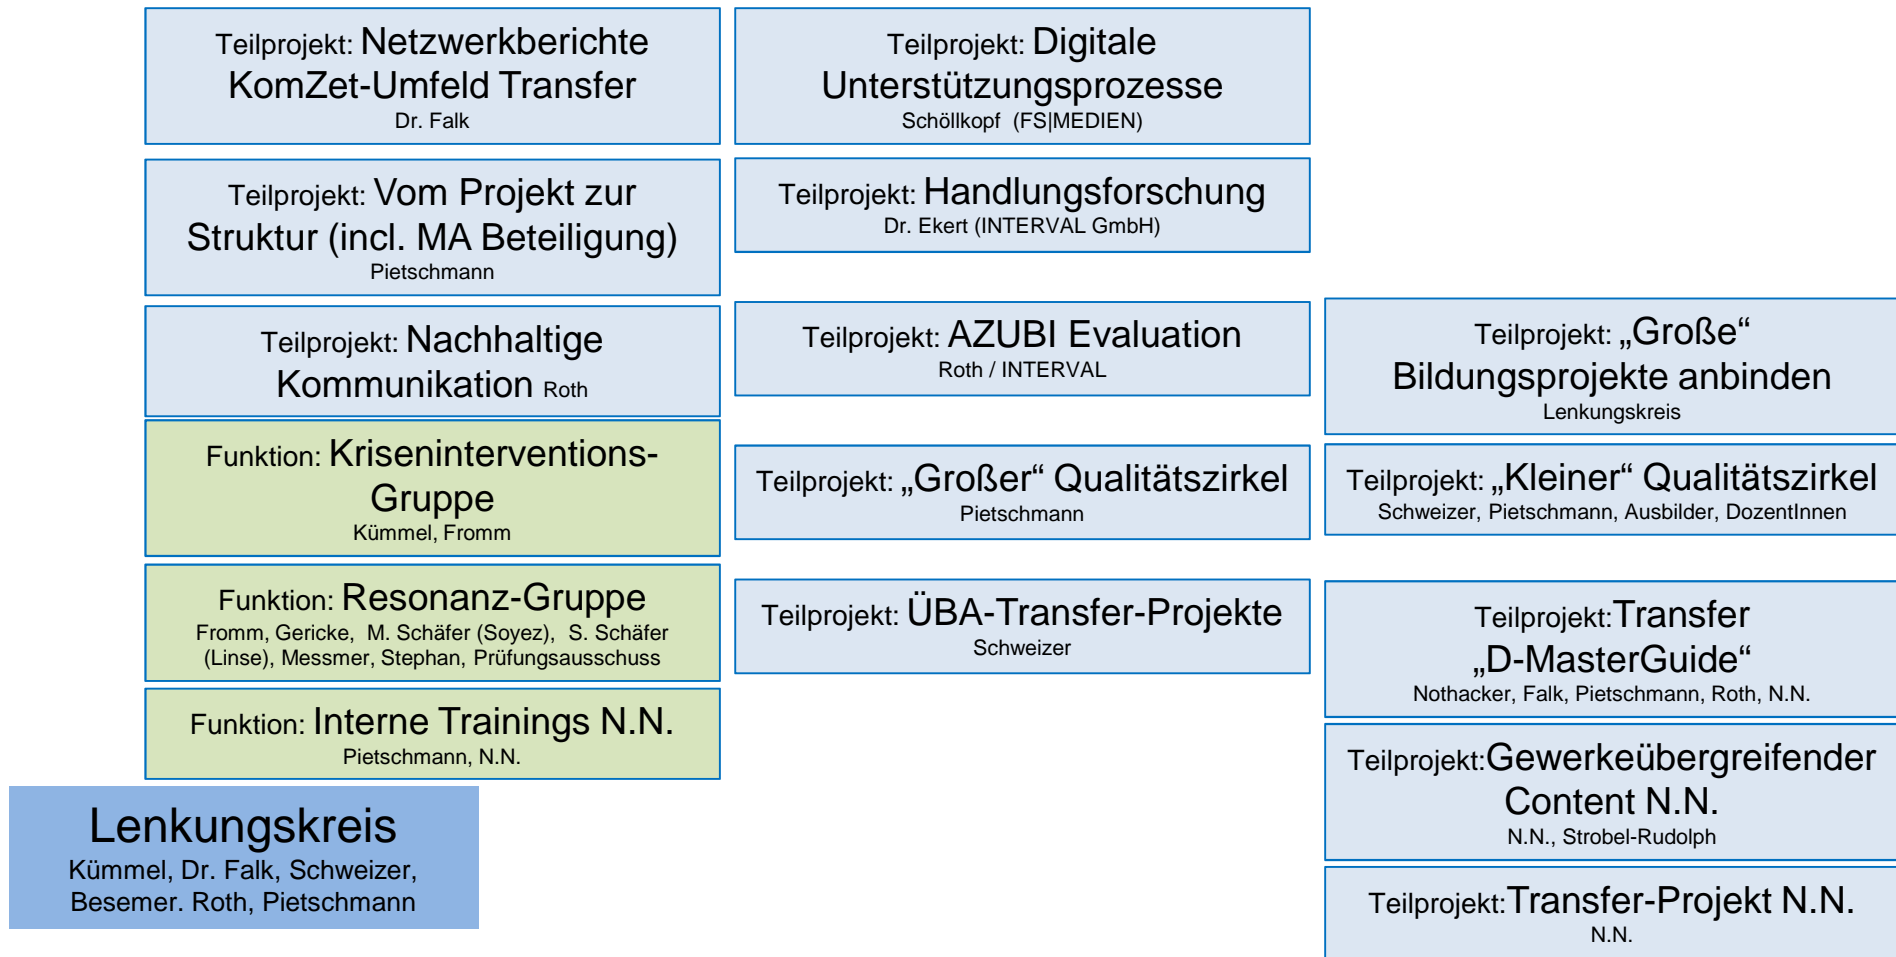 Teilprojekt: Netzwerkberichte
KomZet-Umfeld Transfer
Dr. Falk
Teilprojekt: Vom Projekt zur
Struktur (incl. MA Beteiligung)
Pietschmann
Teilprojekt: Nachhaltige
Kommunikation Roth
Funktion: Kriseninterventions-
Gruppe
Kümmel, Fromm
Funktion: Resonanz-Gruppe
Fromm, Gericke, M. Schäfer (Soyez), S. Schäfer
(Linse), Messmer, Stephan, Prüfungsausschuss
Funktion: Interne Trainings N.N.
Pietschmann, N.N.
Lenkungskreis
Kümmel, Dr. Falk, Schweizer,
Besemer. Roth, Pietschmann
Teilprojekt: Digitale
Unterstützungsprozesse
Schöllkopf (FS|MEDIEN)
Teilprojekt: Handlungsforschung
Dr. Ekert (INTERVAL GmbH)
Teilprojekt: AZUBI Evaluation
Roth / INTERVAL
Teilprojekt: „Großer“ Qualitätszirkel
Pietschmann
Teilprojekt: ÜBA-Transfer-Projekte
Schweizer
Teilprojekt: „Große“
Bildungsprojekte anbinden
Lenkungskreis
Teilprojekt: „Kleiner“ Qualitätszirkel
Schweizer, Pietschmann, Ausbilder, DozentInnen
Teilprojekt:Transfer
„D-MasterGuide“
Nothacker, Falk, Pietschmann, Roth, N.N.
Teilprojekt:Gewerkeübergreifender
Content N.N.
N.N., Strobel-Rudolph
Teilprojekt:Transfer-Projekt N.N.
N.N.